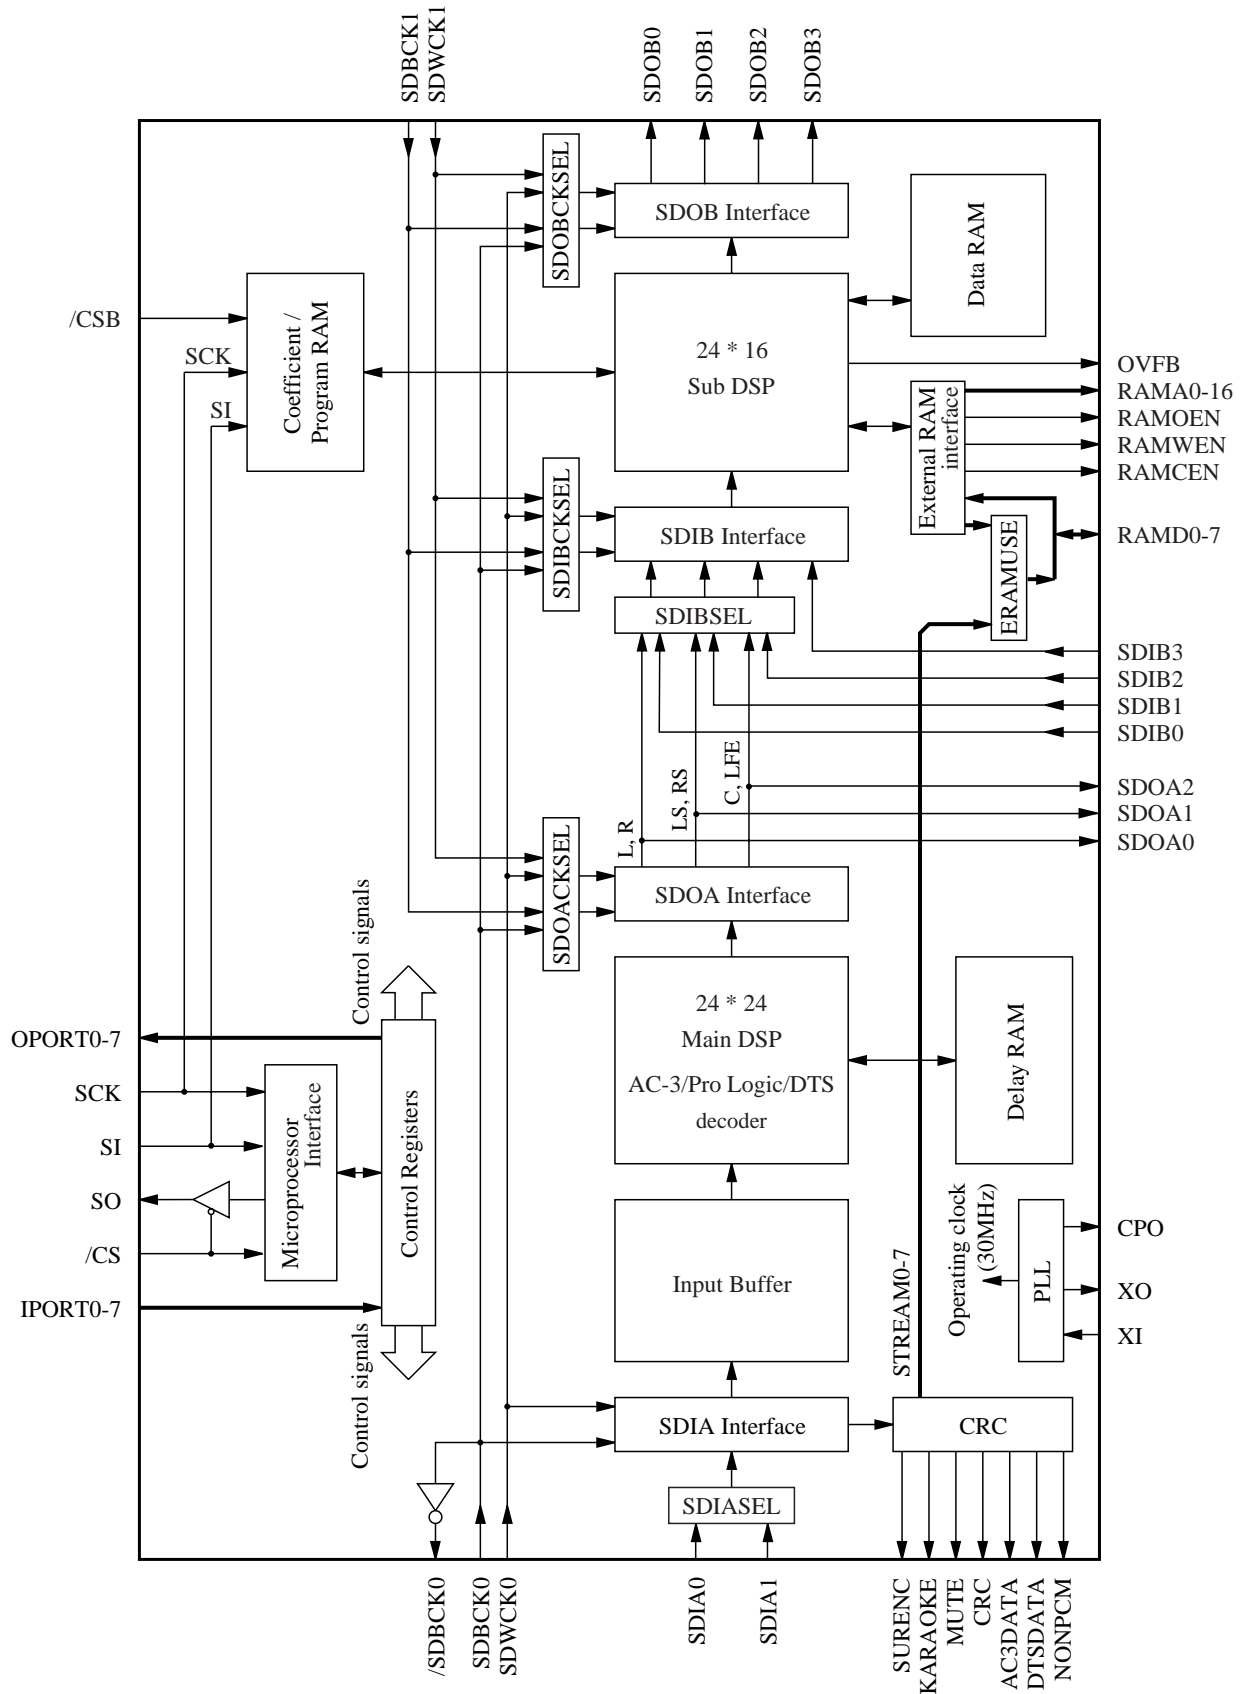 SDBCK1
SDWCK1
SDOB0
SDOB1
SDOB2
SDOB3
SDOBCKSEL
SDOB Interface
Data RAM
/CSB
SCK
SI
Coefficient /
Program RAM
24 * 16
Sub DSP
External RAM
interface
OVFB
RAMA0-16
RAMOEN
RAMWEN
RAMCEN
RAMD0-7
SDIBCKSEL
SDIB Interface
ERAMUSE
SDIBSEL
SDIB3
SDIB2
SDIB1
SDIB0
L, R
LS, RS
C, LFE
SDOA2
SDOA1
SDOA0
SDOACKSEL
SDOA Interface
Control signals
OPORT0-7
SCK
SI
SO
/CS
IPORT0-7
Microprocessor
Interface
Control Registers
Control signals
24 * 24
Main DSP
AC-3/Pro Logic/DTS
decoder
Delay RAM
Input Buffer
STREAM0-7
Operating clock
(30MHz)
PLL
CPO
XO
XI
SDIA Interface
CRC
SDIASEL
/SDBCK0
SDBCK0
SDWCK0
SDIA0
SDIA1
SURENC
KARAOKE
MUTE
CRC
AC3DATA
DTSDATA
NONPCM